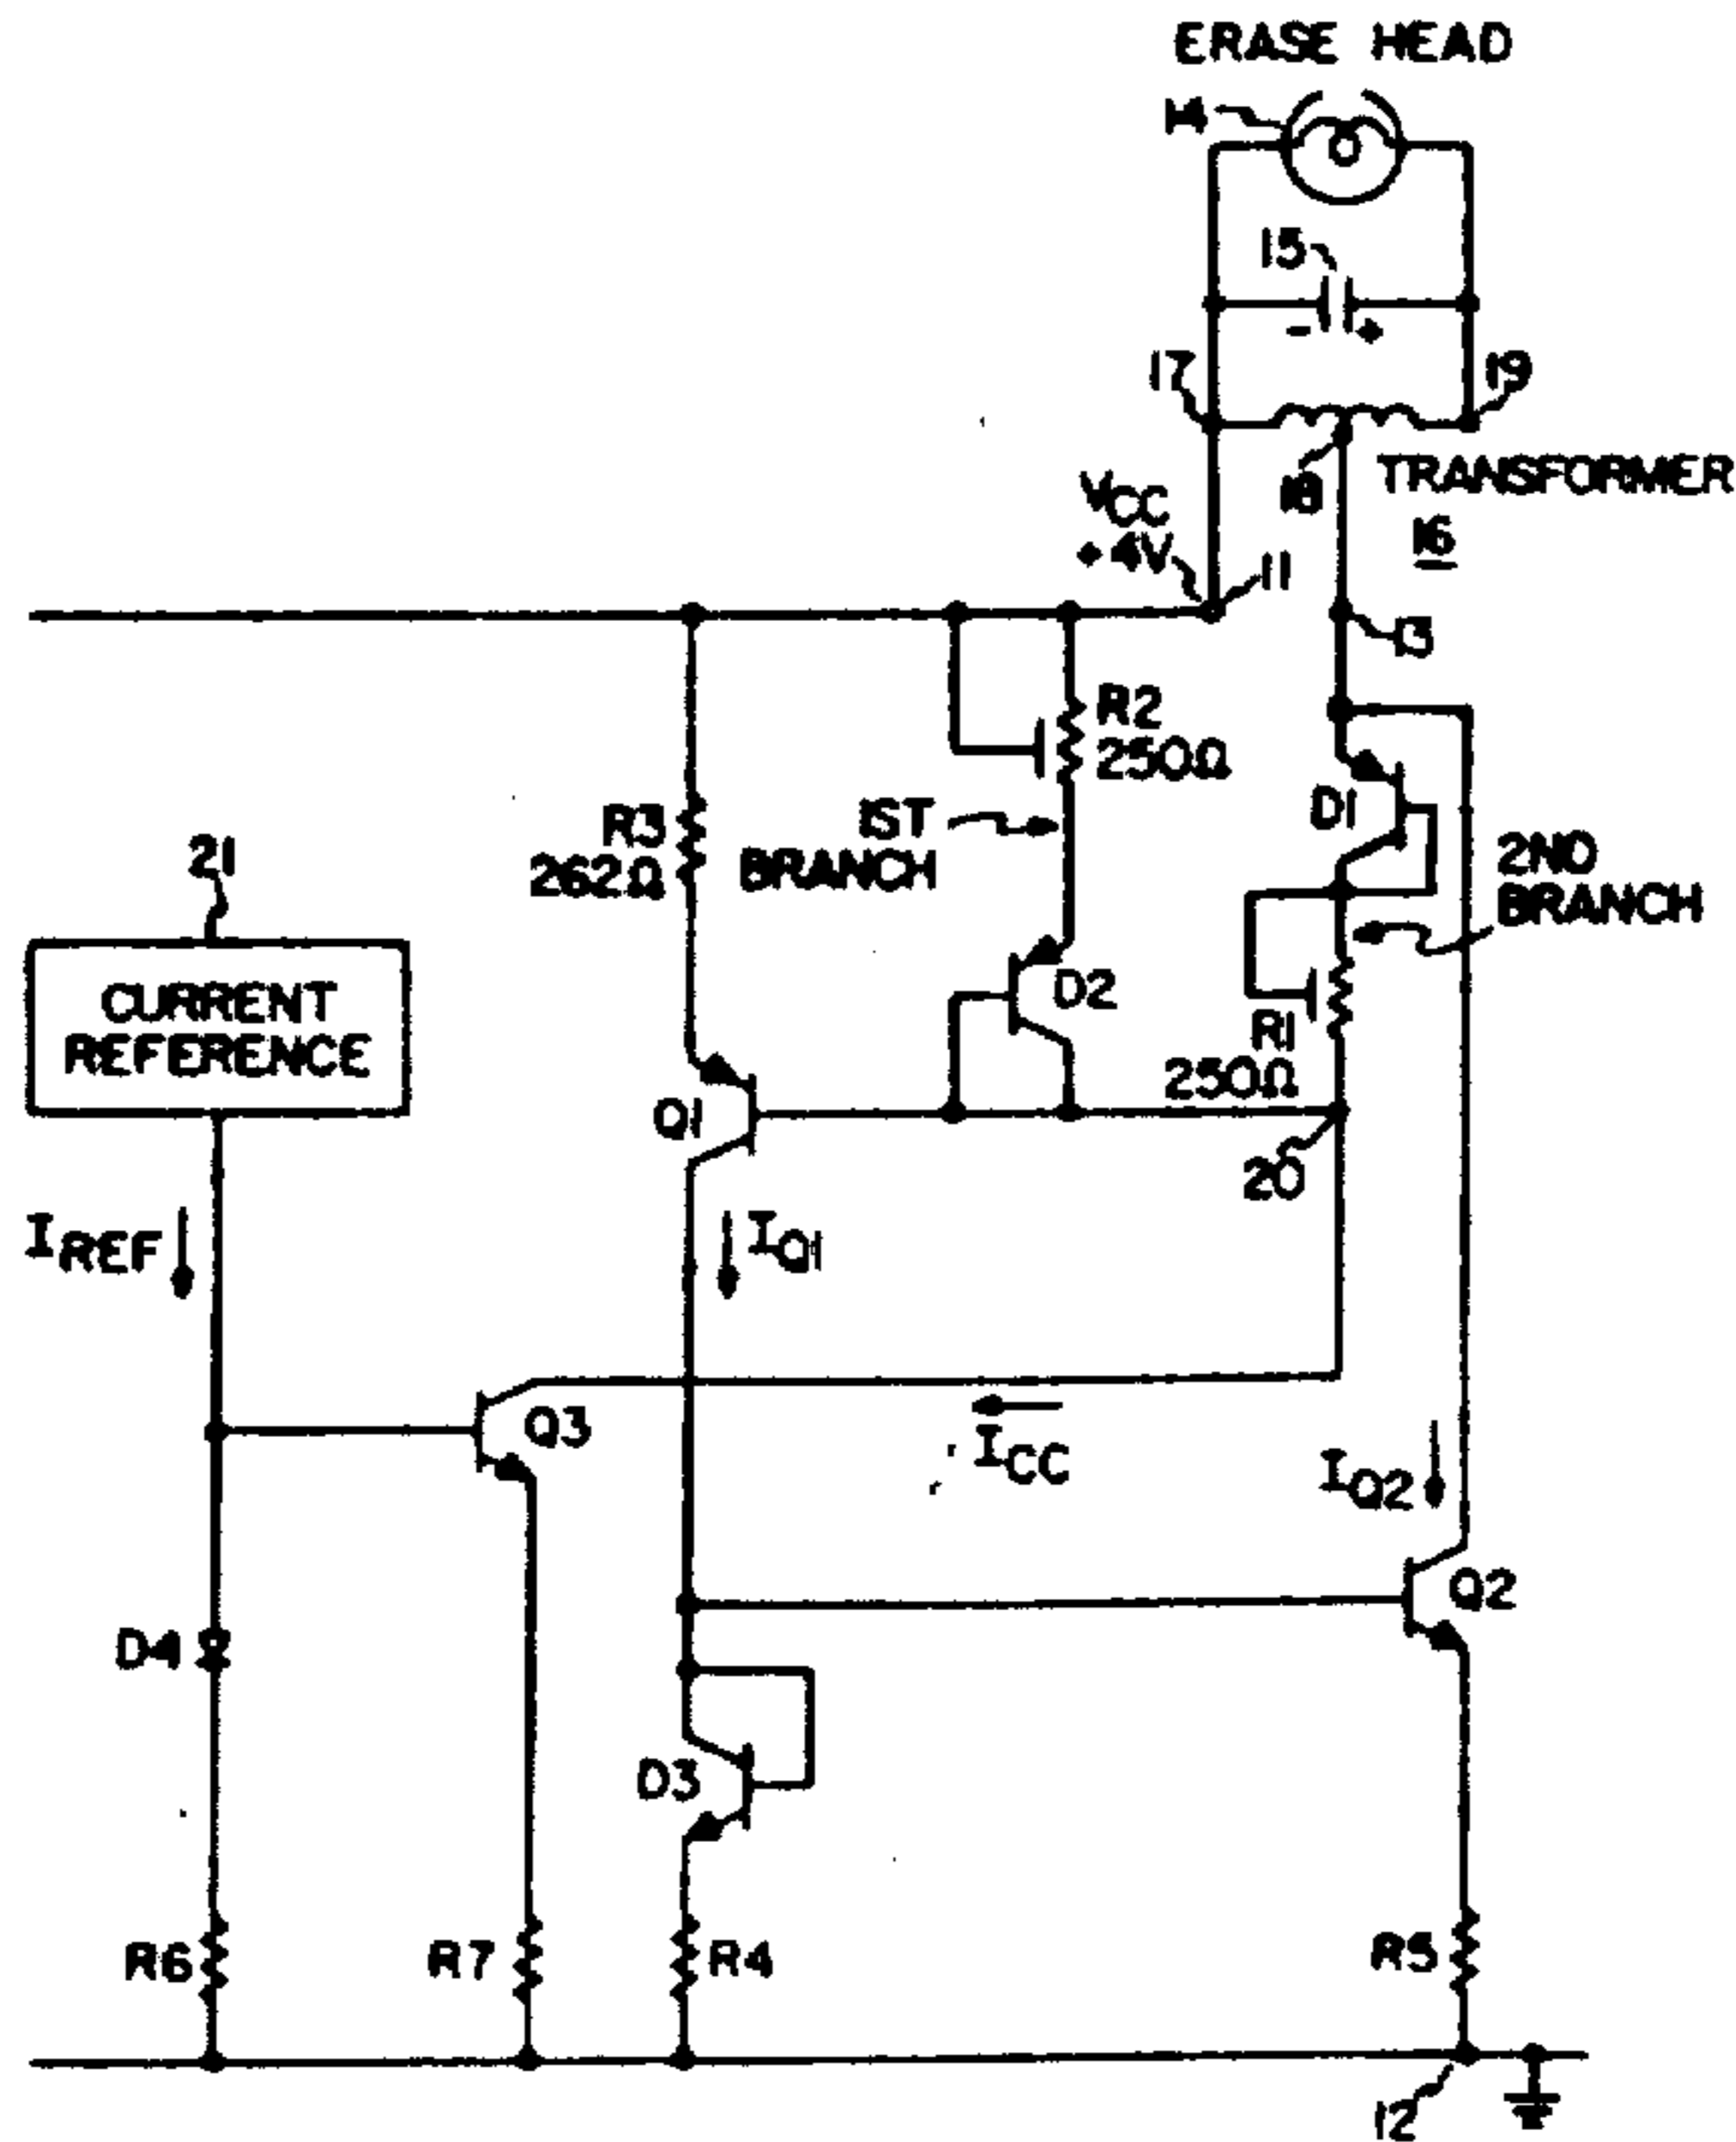 ERASE HEAD
14
15
17
19
18
TRANSFORMER
16
VCC
+4V
11
13
R2
250Ω
D1
R3
262Ω
1ST
BRANCH
2ND
BRANCH
21
CURRENT
REFERENCE
D2
R1
250Ω
Q1
20
IREF
IQ1
Q3
ICC
IQ2
Q2
D4
D3
R6
R7
R4
R5
12